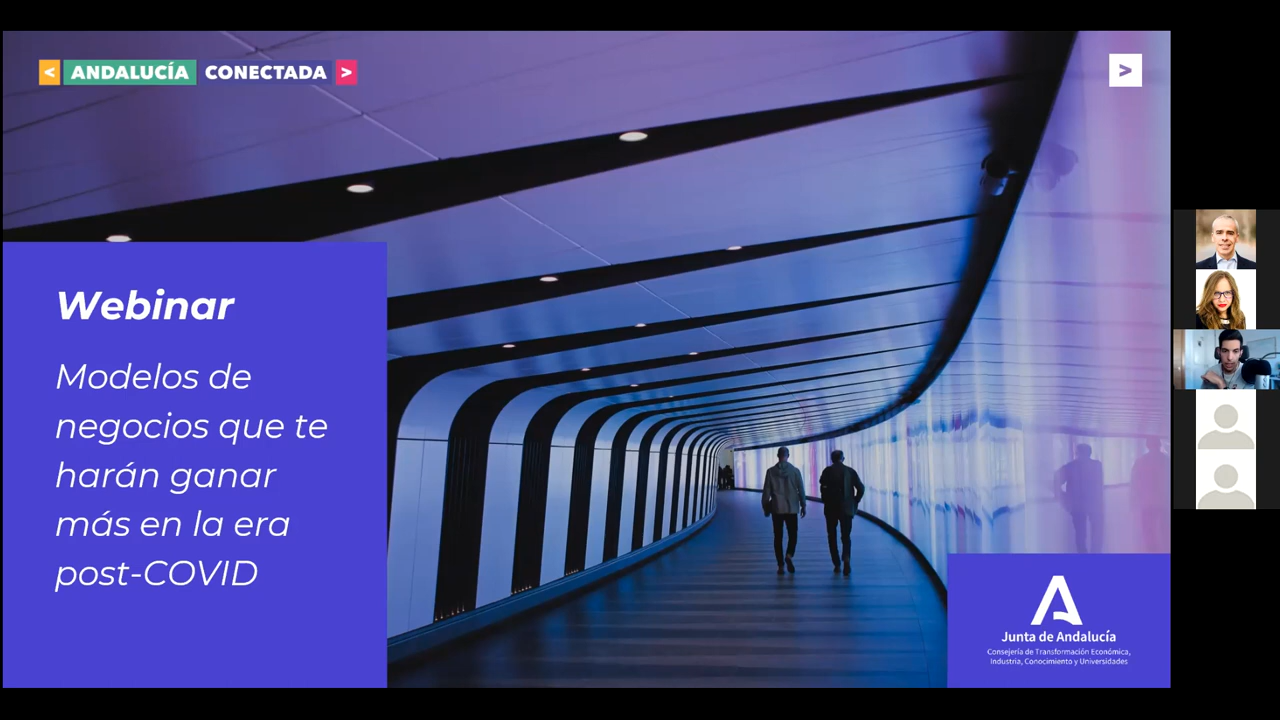 < ANDALUCÍA CONECTADA >
>
Webinar
Modelos de
negocios que te
harán ganar
más en la era
post-COVID
Junta de Andalucía
Consejería de Transformación Económica,
Industria, Conocimiento y Universidades